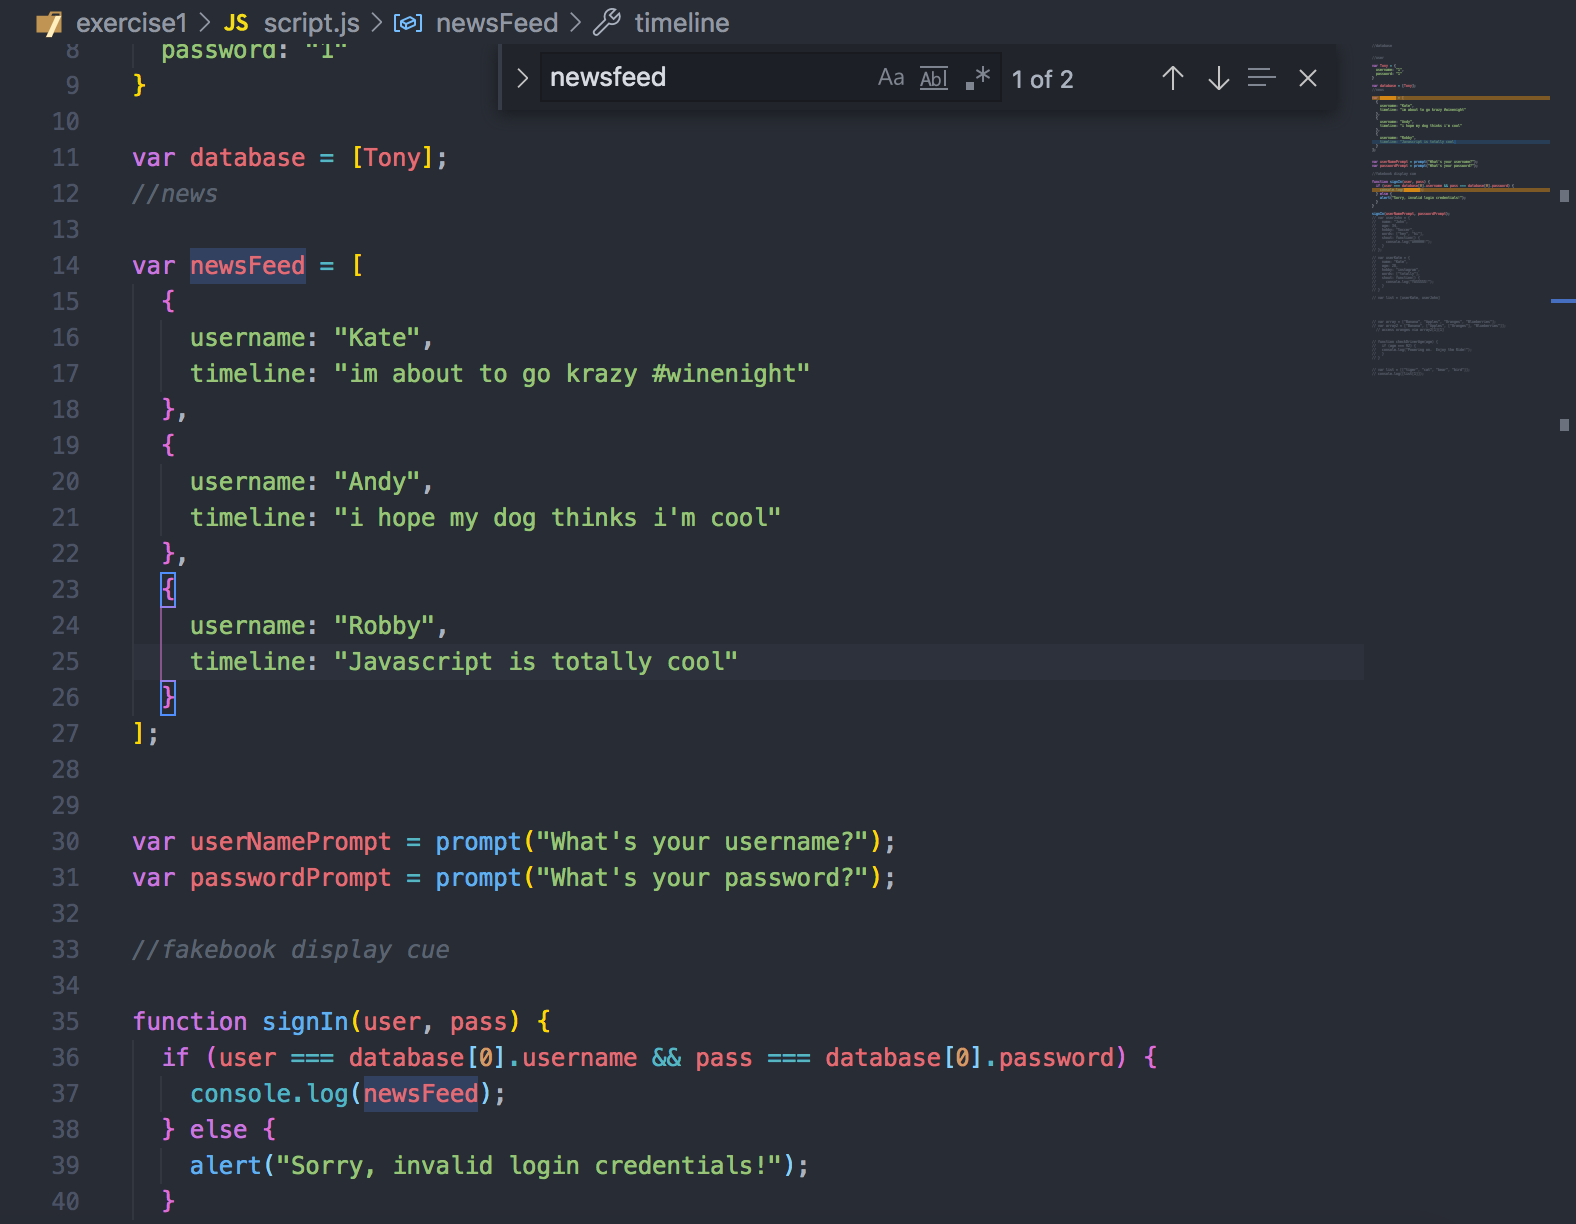 exercise1 > JS script.js > newsFeed > timeline
newsfeed Aa Abl .* 1 of 2
8 password: "1"
9 }
10
11 var database = [Tony];
12 //news
13
14 var newsFeed = [
15 {
16 username: "Kate",
17 timeline: "im about to go krazy #winenight"
18 },
19 {
20 username: "Andy",
21 timeline: "i hope my dog thinks i'm cool"
22 },
23 {
24 username: "Robby",
25 timeline: "Javascript is totally cool"
26 }
27 ];
28
29
30 var userNamePrompt = prompt("What's your username?");
31 var passwordPrompt = prompt("What's your password?");
32
33 //fakebook display cue
34
35 function signIn(user, pass) {
36 if (user === database[0].username && pass === database[0].password) {
37 console.log(newsFeed);
38 } else {
39 alert("Sorry, invalid login credentials!");
40 }